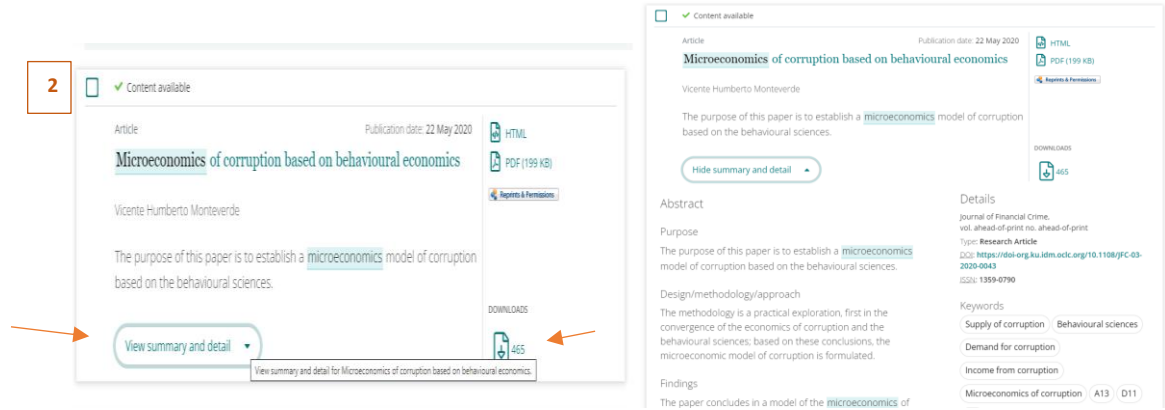 2
Content available
Article
Publication date: 22 May 2020
HTML
Microeconomics of corruption based on behavioural economics
PDF (199 KB)
Reprints & Permissions
Vicente Humberto Monteverde
The purpose of this paper is to establish a microeconomics model of corruption
based on the behavioural sciences.
DOWNLOADS
View summary and detail
465
View summary and detail for Microeconomics of corruption based on behavioural economics.
Content available
Article
Publication date: 22 May 2020
HTML
Microeconomics of corruption based on behavioural economics
PDF (199 KB)
Reprints & Permissions
Vicente Humberto Monteverde
The purpose of this paper is to establish a microeconomics model of corruption
based on the behavioural sciences.
DOWNLOADS
Hide summary and detail
465
Abstract
Purpose
The purpose of this paper is to establish a microeconomics
model of corruption based on the behavioural sciences.
Design/methodology/approach
The methodology is a practical exploration, first in the
convergence of the economics of corruption and the
behavioural sciences; based on these conclusions, the
microeconomic model of corruption is formulated.
Findings
The paper concludes in a model of the microeconomics of
Details
Journal of Financial Crime,
vol. ahead-of-print no. ahead-of-print
Type: Research Article
DOI: https://doi-org.ku.idm.oclc.org/10.1108/JFC-03-
2020-0043
ISSN: 1359-0790
Keywords
Supply of corruption
Behavioural sciences
Demand for corruption
Income from corruption
Microeconomics of corruption
A13
D11